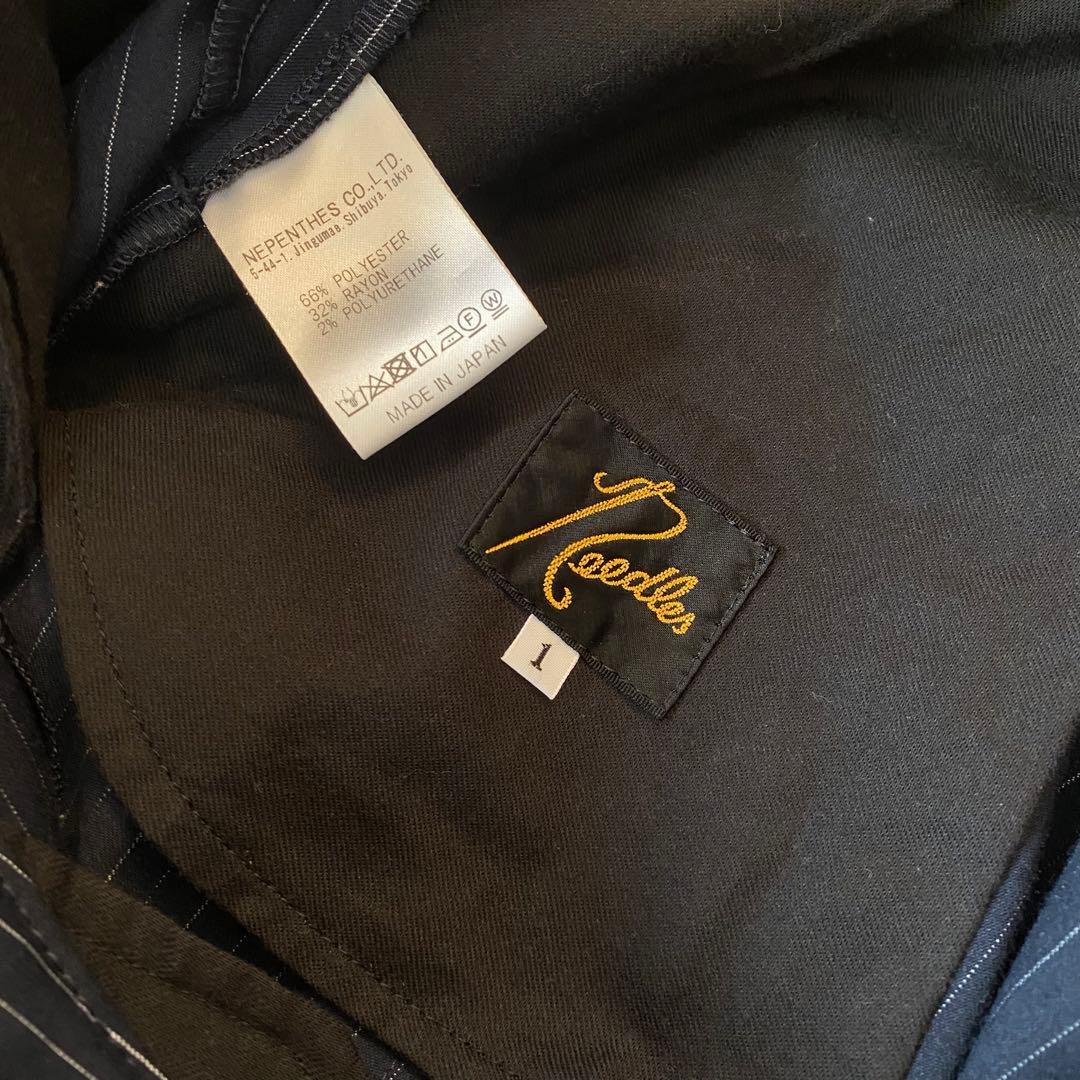 NEPENTHES CO.,LTD.
5-44-1. Jingumae. Shibuya. Tokyo
66% POLYESTER
32% RAYON
2% POLYURETHANE
F W
MADE IN JAPAN
Needles
1